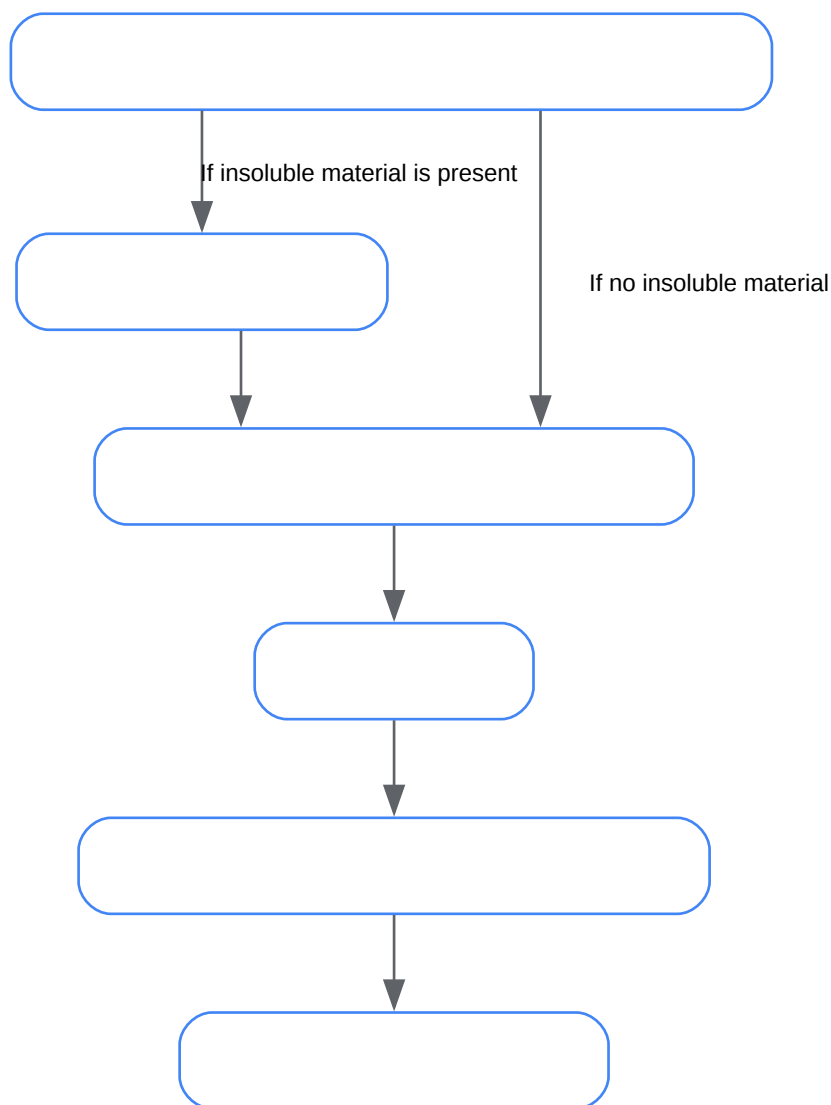 If insoluble material is present
If no insoluble material